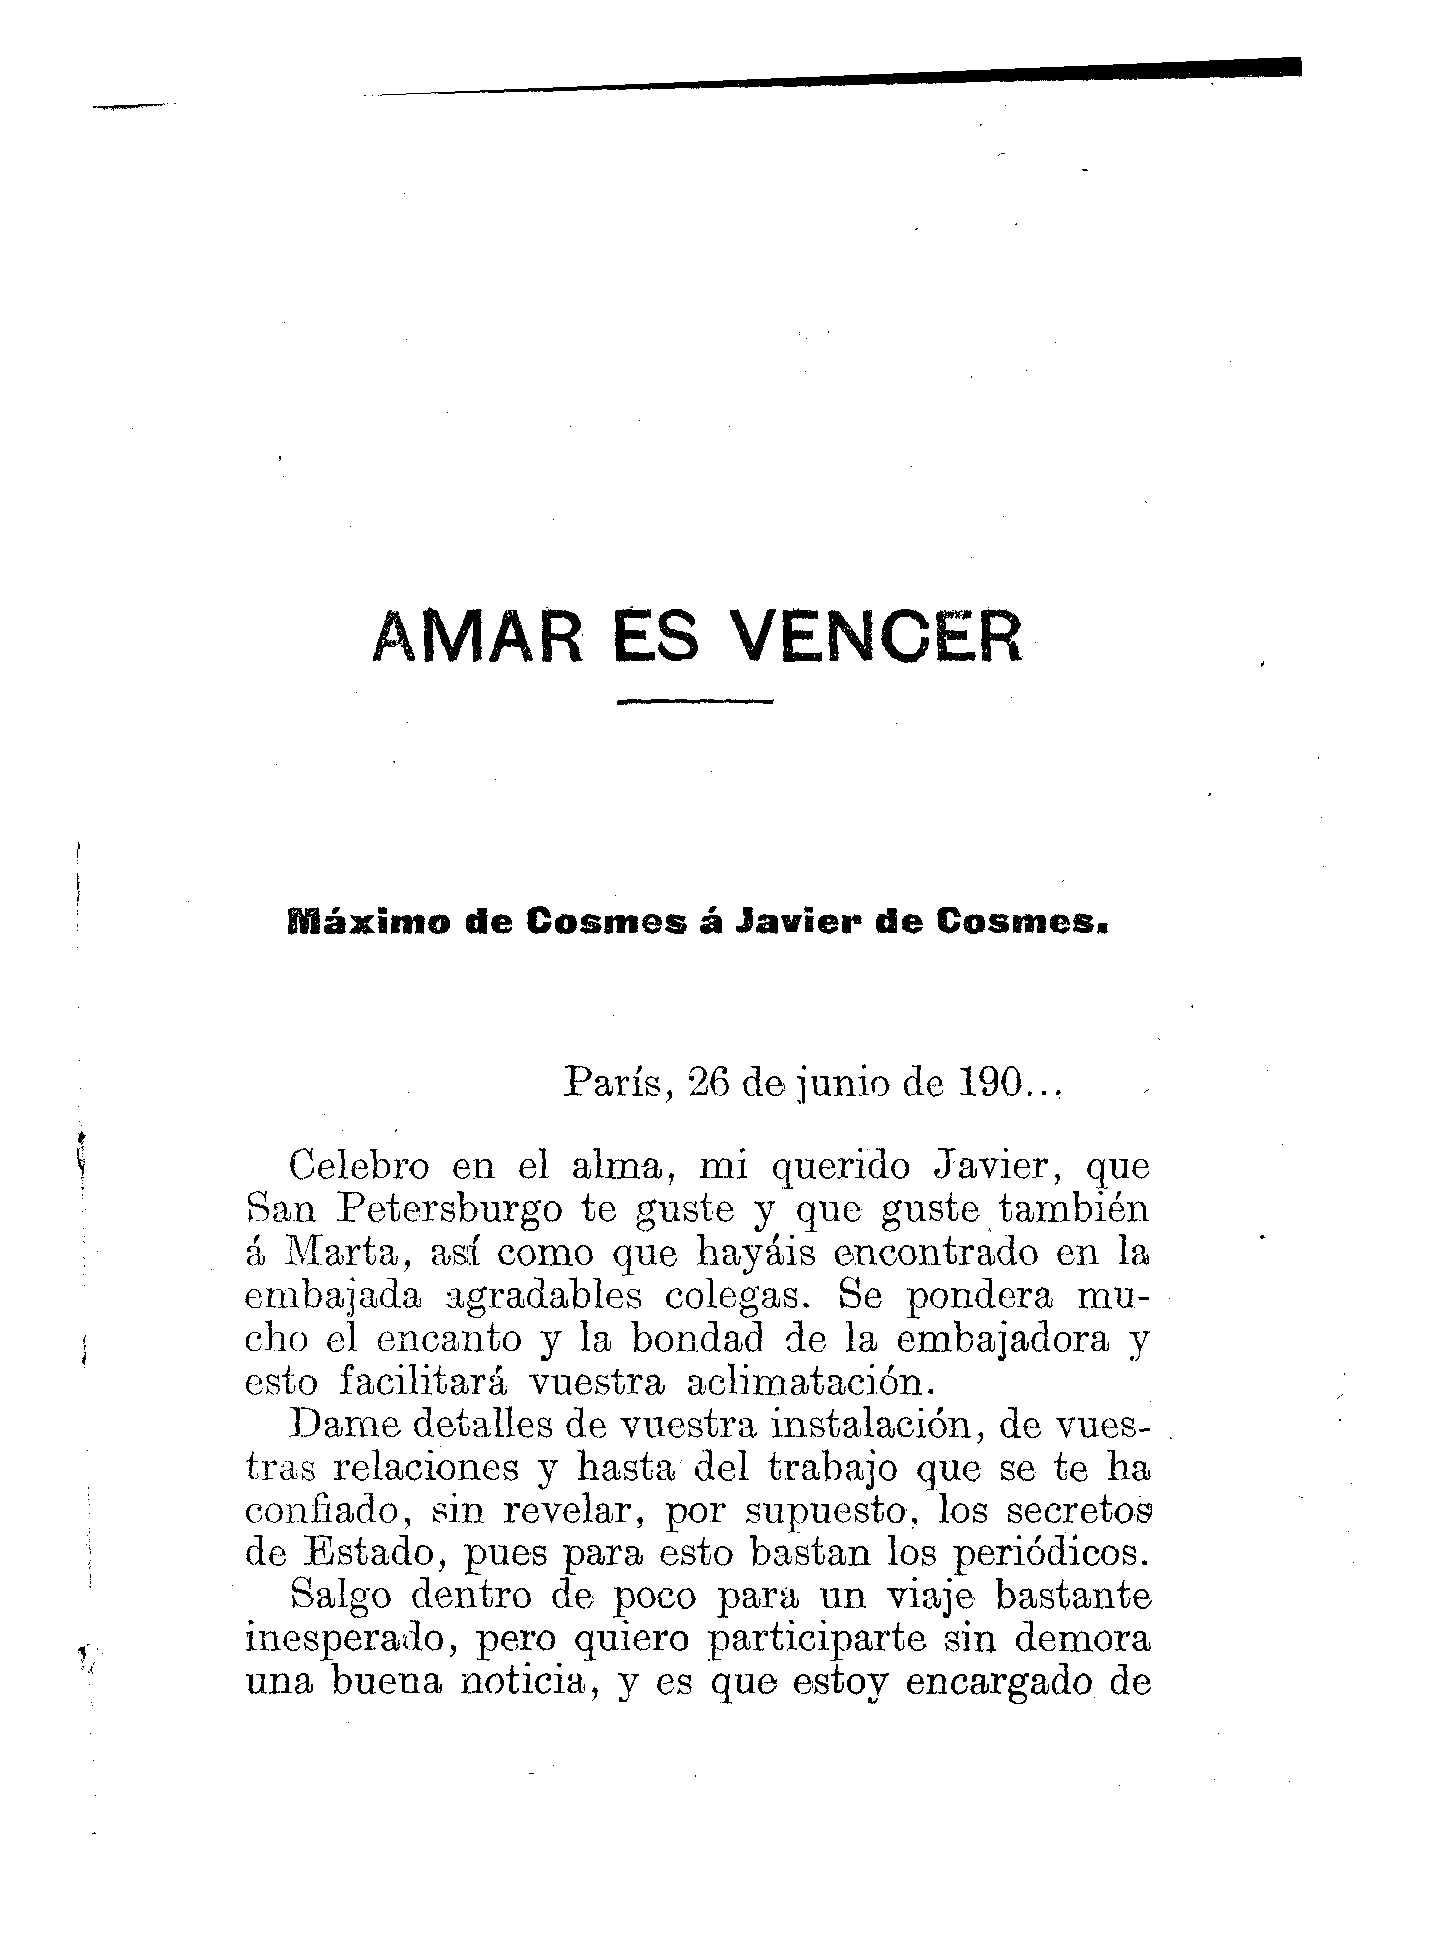 AMAR ES VENCER
Máximo de Cosmes á Javier de Cosmes.
París, 26 de junio de 190...
Celebro en el alma, mi querido Javier, que
San Petersburgo te guste y que guste también
á Marta, así como que hayáis encontrado en la
embajada agradables colegas. Se pondera mu-
cho el encanto y la bondad de la embajadora y
esto facilitará vuestra aclimatación.
Dame detalles de vuestra instalación, de vues-
tras relaciones y hasta del trabajo que se te ha
confiado, sin revelar, por supuesto, los secretos
de Estado, pues para esto bastan los periódicos.
Salgo dentro de poco para un viaje bastante
inesperado, pero quiero participarte sin demora
una buena noticia, y es que estoy encargado de